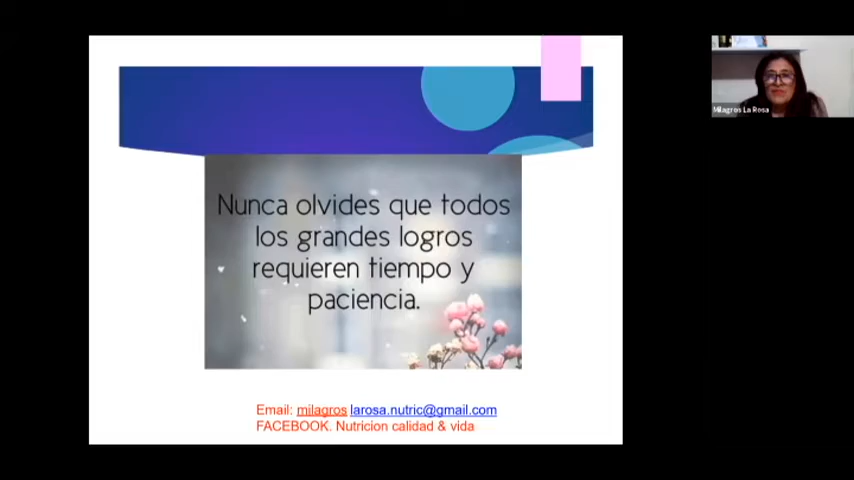 Nunca olvides que todos
los grandes logros
requieren tiempo y
paciencia.
Email: milagros larosa.nutric@gmail.com
FACEBOOK. Nutricion calidad & vida
Milagros La Rosa